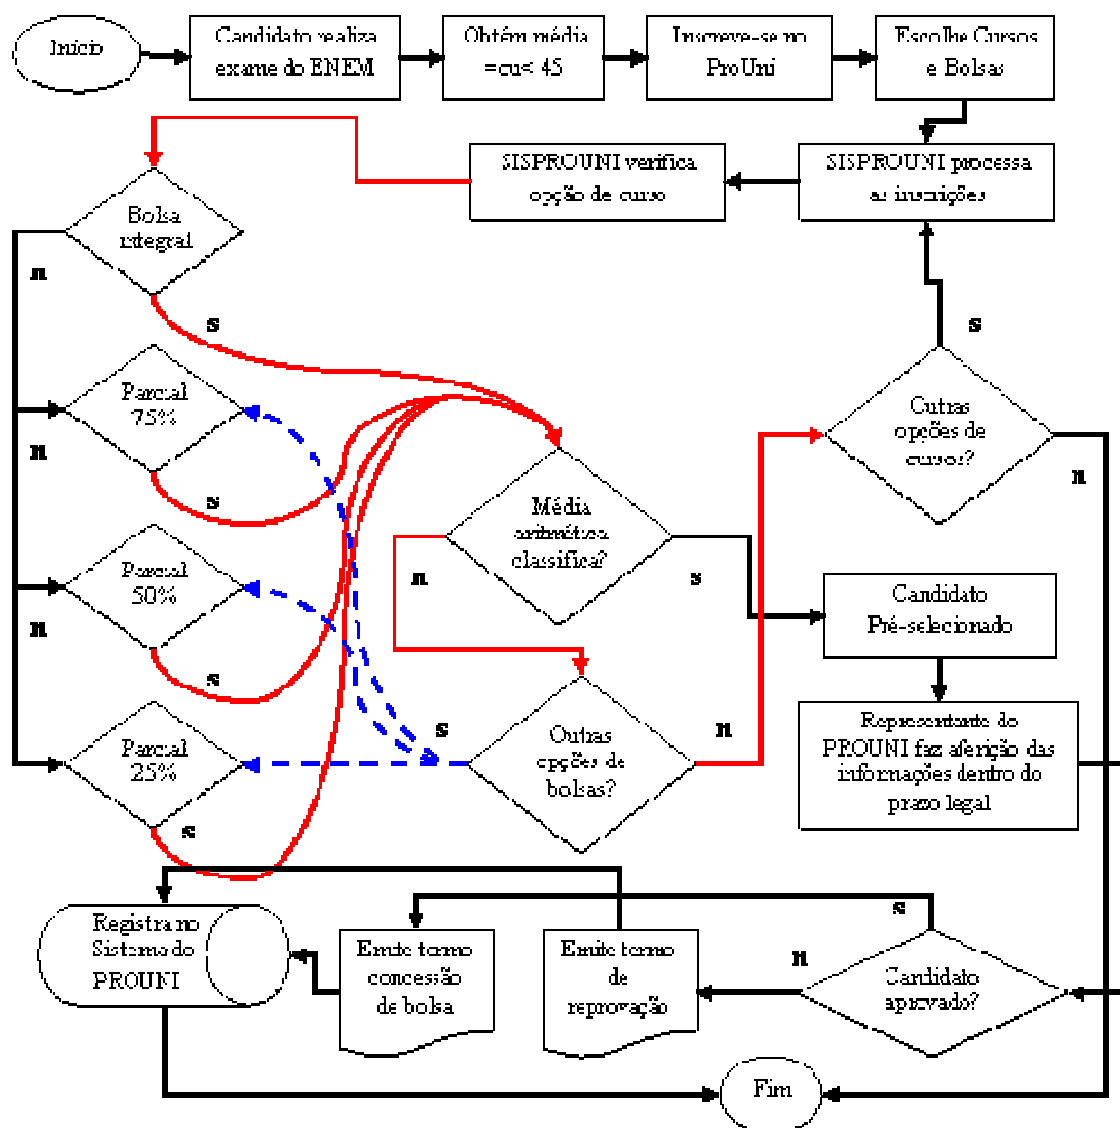 Início
Candidato realiza
exame do ENEM
Obtém média
=ou< 45
Inscreve-se no
ProUni
Escolhe Cursos
e Bolsas
SISPROUNI verifica
opção de curso
SISPROUNI processa
as inscrições
Bolsa
integral
n
s
s
Parcial
75%
n
s
Outras
opções de
cursos?
n
Média
aritmética
classifica?
n
s
Parcial
50%
n
s
Candidato
Pré-selecionado
Parcial
25%
s
s
Outras
opções de
bolsas?
n
Representante do
PROUNI faz aferição das
informações dentro do
prazo legal
Registra no
Sistema do
PROUNI
Emite termo
concessão
de bolsa
Emite termo
de
reprovação
s
n
Candidato
aprovado?
Fim